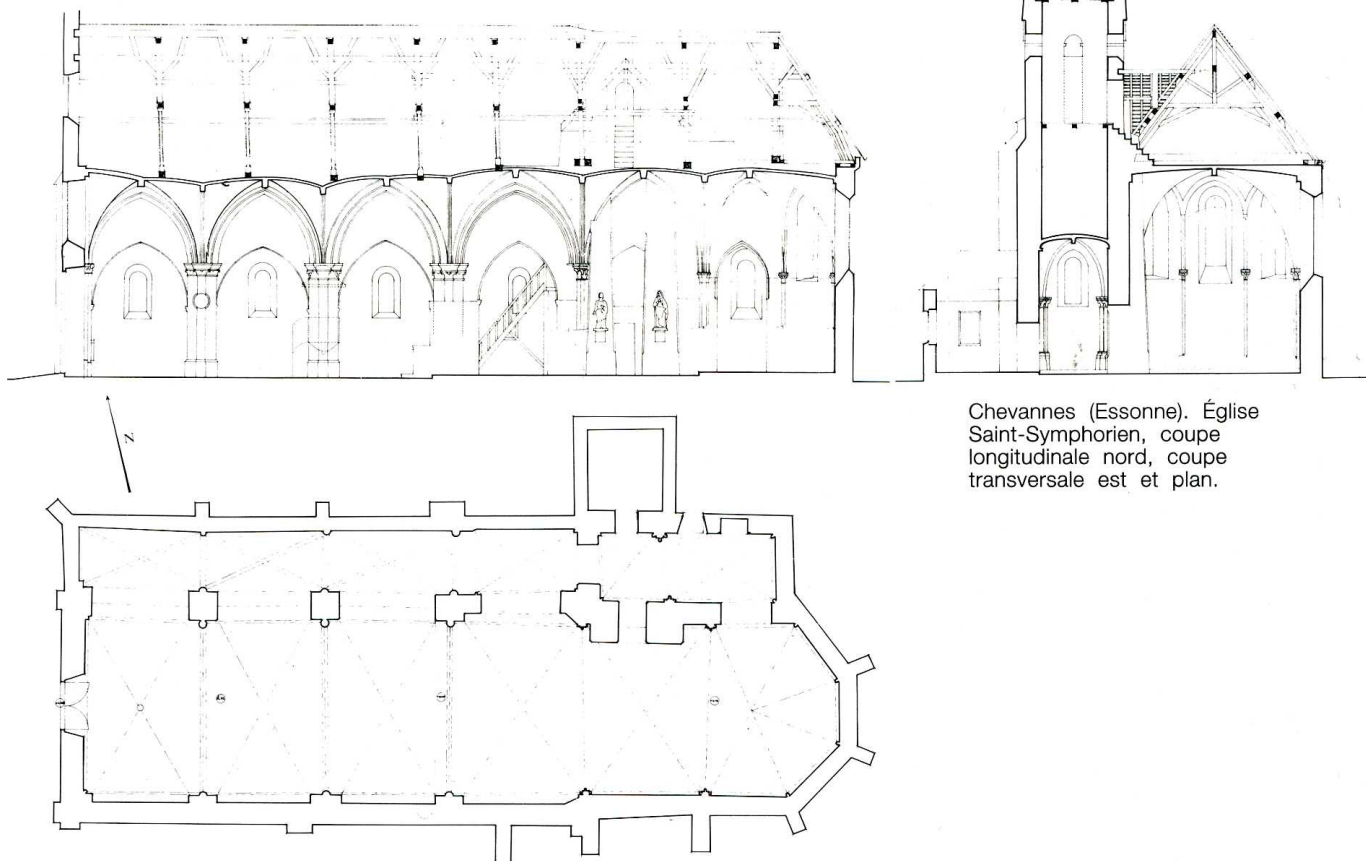 N
Chevannes (Essonne). Église
Saint-Symphorien, coupe
longitudinale nord, coupe
transversale est et plan.